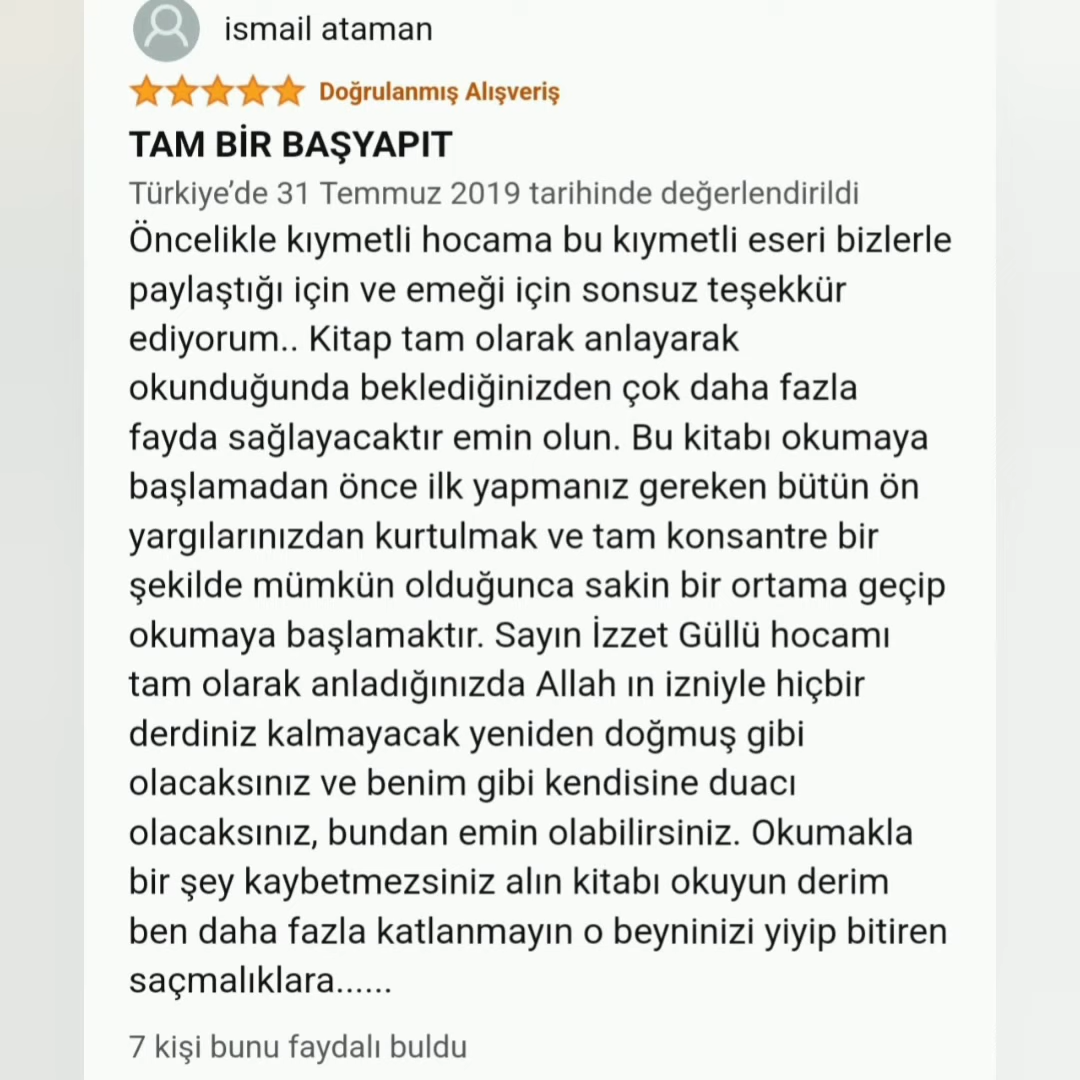 ismail ataman
Doğrulanmış Alışveriş
TAM BİR BAŞYAPIT
Türkiye’de 31 Temmuz 2019 tarihinde değerlendirildi
Öncelikle kıymetli hocama bu kıymetli eseri bizlerle
paylaştığı için ve emeği için sonsuz teşekkür
ediyorum.. Kitap tam olarak anlayarak
okunduğunda beklediğinizden çok daha fazla
fayda sağlayacaktır emin olun. Bu kitabı okumaya
başlamadan önce ilk yapmanız gereken bütün ön
yargılarınızdan kurtulmak ve tam konsantre bir
şekilde mümkün olduğunca sakin bir ortama geçip
okumaya başlamaktır. Sayın İzzet Güllü hocamı
tam olarak anladığınızda Allah ın izniyle hiçbir
derdiniz kalmayacak yeniden doğmuş gibi
olacaksınız ve benim gibi kendisine duacı
olacaksınız, bundan emin olabilirsiniz. Okumakla
bir şey kaybetmezsiniz alın kitabı okuyun derim
ben daha fazla katlanmayın o beyninizi yiyip bitiren
saçmalıklara......
7 kişi bunu faydalı buldu